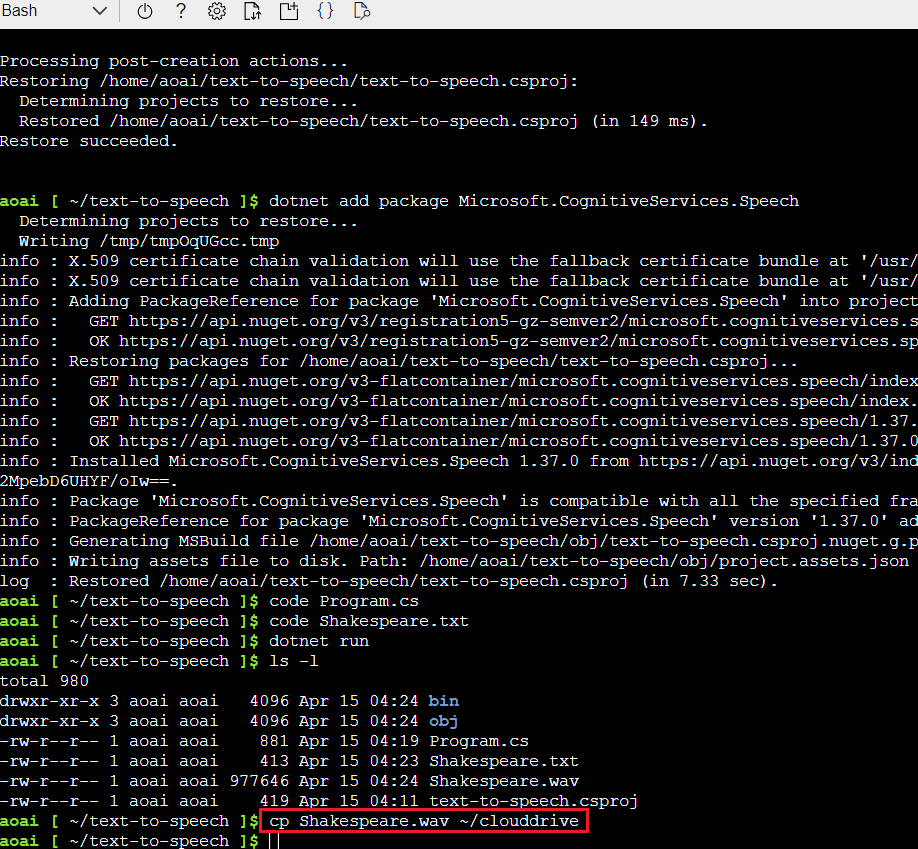 Bash
Processing post-creation actions...
Restoring /home/aoai/text-to-speech/text-to-speech.csproj:
  Determining projects to restore...
  Restored /home/aoai/text-to-speech/text-to-speech.csproj (in 149 ms).
Restore succeeded.
aoai [ ~/text-to-speech ]$ dotnet add package Microsoft.CognitiveServices.Speech
  Determining projects to restore...
  Writing /tmp/tmpOqUGcc.tmp
info : X.509 certificate chain validation will use the fallback certificate bundle at '/usr/
info : X.509 certificate chain validation will use the fallback certificate bundle at '/usr/
info : Adding PackageReference for package 'Microsoft.CognitiveServices.Speech' into project
info :   GET https://api.nuget.org/v3/registration5-gz-semver2/microsoft.cognitiveservices.s
info :   OK https://api.nuget.org/v3/registration5-gz-semver2/microsoft.cognitiveservices.sp
info : Restoring packages for /home/aoai/text-to-speech/text-to-speech.csproj...
info :   GET https://api.nuget.org/v3-flatcontainer/microsoft.cognitiveservices.speech/index
info :   OK https://api.nuget.org/v3-flatcontainer/microsoft.cognitiveservices.speech/index.
info :   GET https://api.nuget.org/v3-flatcontainer/microsoft.cognitiveservices.speech/1.37.
info :   OK https://api.nuget.org/v3-flatcontainer/microsoft.cognitiveservices.speech/1.37.0
info : Installed Microsoft.CognitiveServices.Speech 1.37.0 from https://api.nuget.org/v3/ind
2MpebD6UHYF/oIw==.
info : Package 'Microsoft.CognitiveServices.Speech' is compatible with all the specified fra
info : PackageReference for package 'Microsoft.CognitiveServices.Speech' version '1.37.0' ad
info : Generating MSBuild file /home/aoai/text-to-speech/obj/text-to-speech.csproj.nuget.g.p
info : Writing assets file to disk. Path: /home/aoai/text-to-speech/obj/project.assets.json
log  : Restored /home/aoai/text-to-speech/text-to-speech.csproj (in 7.33 sec).
aoai [ ~/text-to-speech ]$ code Program.cs
aoai [ ~/text-to-speech ]$ code Shakespeare.txt
aoai [ ~/text-to-speech ]$ dotnet run
aoai [ ~/text-to-speech ]$ ls -l
total 980
drwxr-xr-x 3 aoai aoai   4096 Apr 15 04:24 bin
drwxr-xr-x 3 aoai aoai   4096 Apr 15 04:24 obj
-rw-r--r-- 1 aoai aoai    881 Apr 15 04:19 Program.cs
-rw-r--r-- 1 aoai aoai    413 Apr 15 04:23 Shakespeare.txt
-rw-r--r-- 1 aoai aoai 977646 Apr 15 04:24 Shakespeare.wav
-rw-r--r-- 1 aoai aoai    419 Apr 15 04:11 text-to-speech.csproj
aoai [ ~/text-to-speech ]$ cp Shakespeare.wav ~/clouddrive
aoai [ ~/text-to-speech ]$